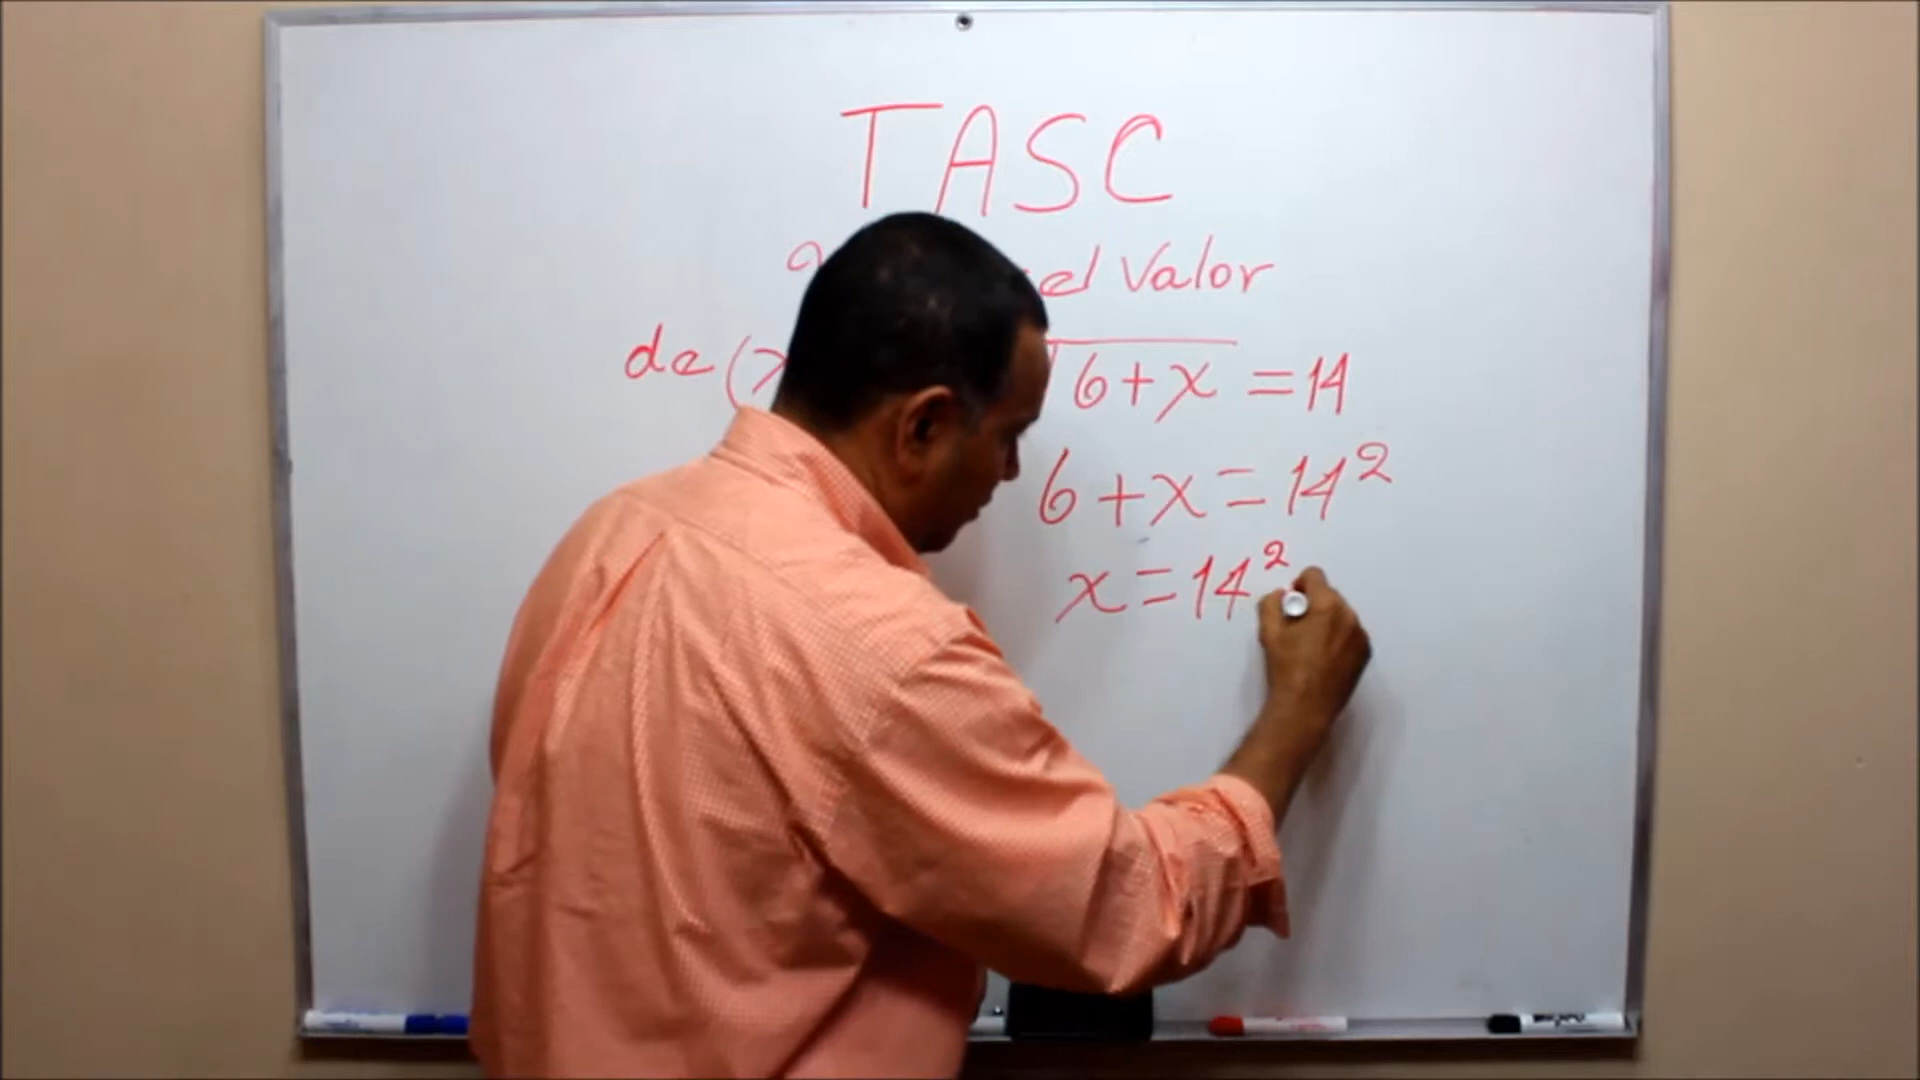 TASC
el Valor
de (x √6+x = 14
6+x=14²
x=14²